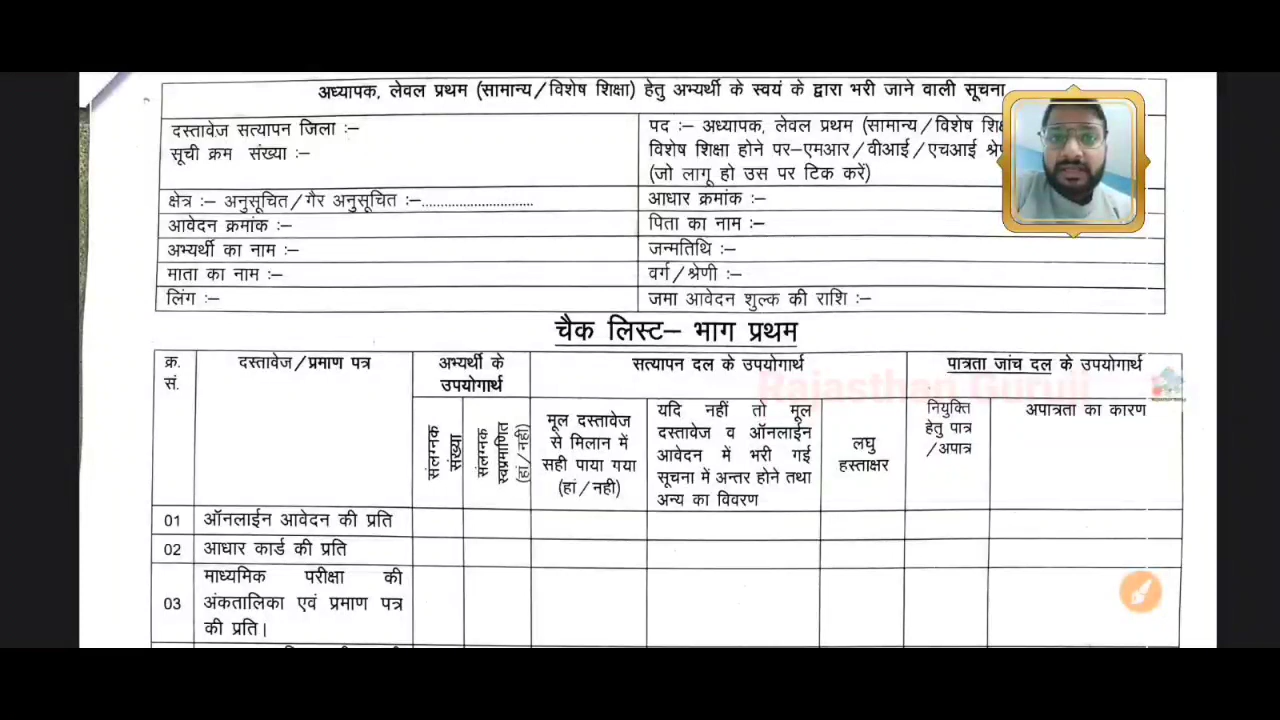 अध्यापक, लेवल प्रथम (सामान्य/विशेष शिक्षा) हेतु अभ्यर्थी के स्वयं के द्वारा भरी जाने वाली सूचना
दस्तावेज सत्यापन जिला :–
सूची क्रम संख्या :–
पद :– अध्यापक, लेवल प्रथम (सामान्य/विशेष
विशेष शिक्षा होने पर–एमआर/वीआई/एचआई
(जो लागू हो उस पर टिक करें)
क्षेत्र :– अनुसूचित/गैर अनुसूचित :–..............................
आधार क्रमांक :–
आवेदन क्रमांक :–
पिता का नाम :–
अभ्यर्थी का नाम :–
जन्मतिथि :–
माता का नाम :–
वर्ग/श्रेणी :–
लिंग :–
जमा आवेदन शुल्क की राशि :–
चैक लिस्ट– भाग प्रथम
क्र.
सं.
दस्तावेज/प्रमाण पत्र
अभ्यर्थी के
उपयोगार्थ
सत्यापन दल के उपयोगार्थ
पात्रता जांच दल के उपयोगार्थ
Rajasthan Guruji
संलग्नक
संख्या
संलग्नक
स्वप्रमाणित
(हां/नही)
मूल दस्तावेज
से मिलान में
सही पाया गया
(हां/नही)
यदि नहीं तो मूल
दस्तावेज व ऑनलाईन
आवेदन में भरी गई
सूचना में अन्तर होने तथा
अन्य का विवरण
लघु
हस्ताक्षर
नियुक्ति
हेतु पात्र
/अपात्र
अपात्रता का कारण
01 ऑनलाईन आवेदन की प्रति
02 आधार कार्ड की प्रति
03 माध्यमिक परीक्षा की
अंकतालिका एवं प्रमाण पत्र
की प्रति।